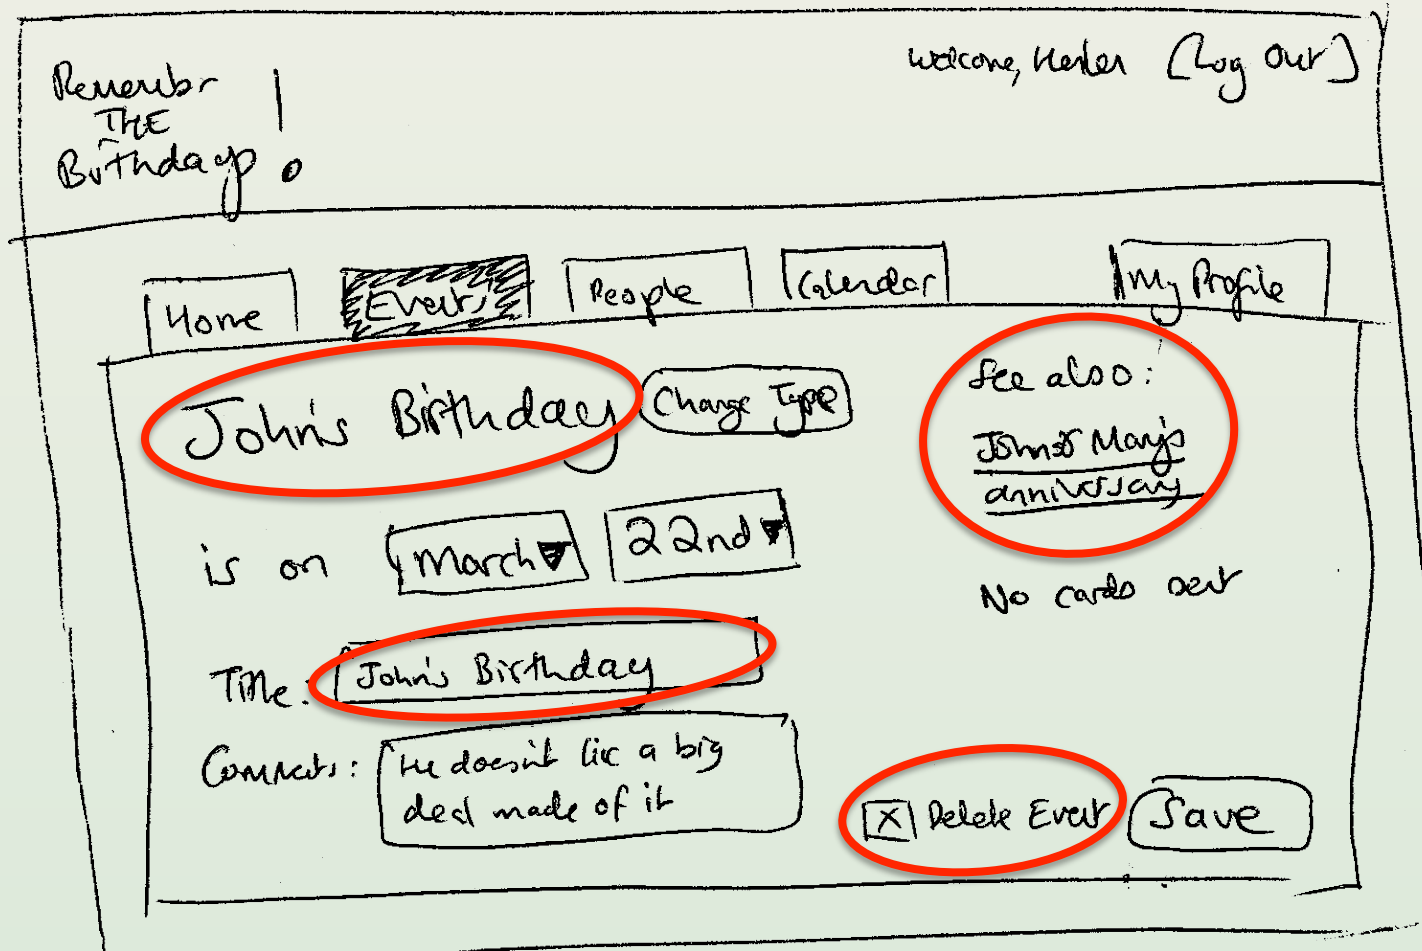 Remember
THE
Birthday!
Welcome, [Log Out]
Home
Events
People
Calendar
My Profile
John's Birthday
Change Type
See also:
John & Mary's
anniversary
is on March 22nd
No cards sent
Title: John's Birthday
Comments: He doesn't like a big
deal made of it
X Delete Event
Save